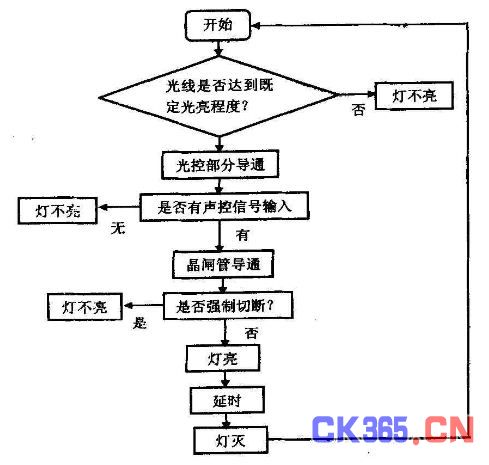 开始
光线是否达到既
定光亮程度？
否
灯不亮
光控部分导通
灯不亮
无
是否有声控信号输入
有
晶闸管导通
灯不亮
是
是否强制切断？
否
灯亮
延时
灯灭
CK365.CN